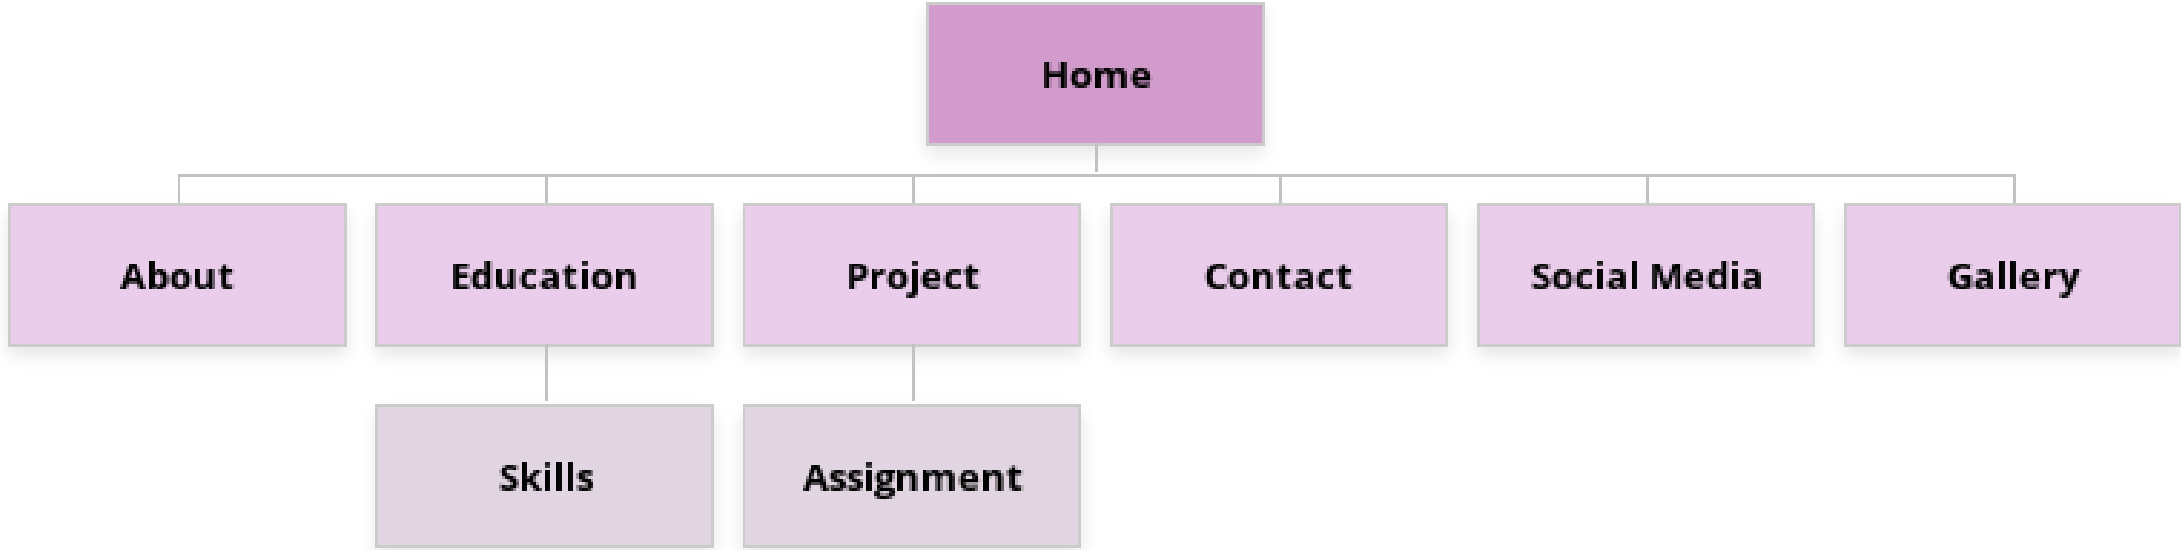 Home
About
Education
Project
Contact
Social Media
Gallery
Skills
Assignment